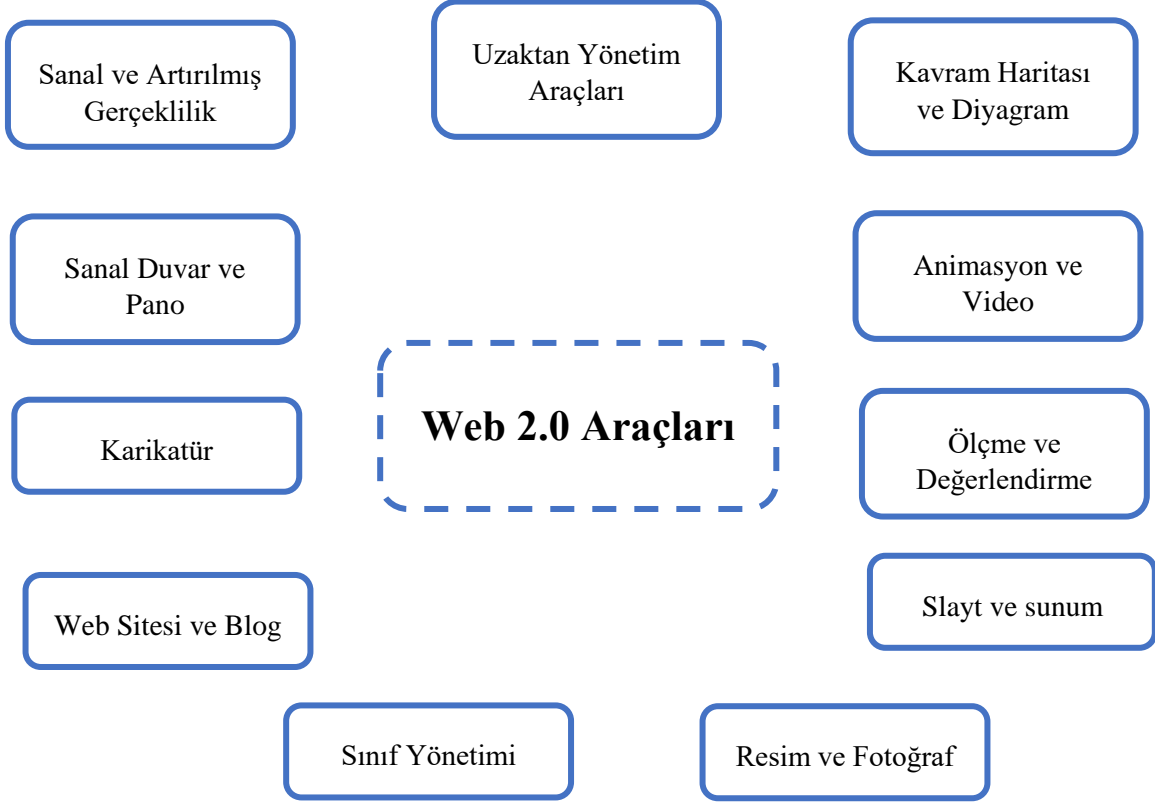 Sanal ve Artırılmış
Gerçeklilik
Uzaktan Yönetim
Araçları
Kavram Haritası
ve Diyagram
Sanal Duvar ve
Pano
Animasyon ve
Video
Web 2.0 Araçları
Karikatür
Ölçme ve
Değerlendirme
Web Sitesi ve Blog
Slayt ve sunum
Sınıf Yönetimi
Resim ve Fotoğraf